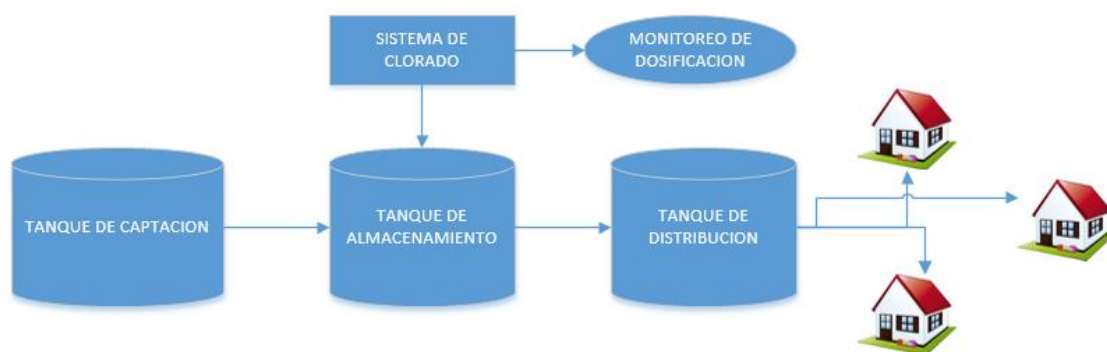 SISTEMA DE
CLORADO
MONITOREO DE
DOSIFICACION
TANQUE DE CAPTACION
TANQUE DE
ALMACENAMIENTO
TANQUE DE
DISTRIBUCION